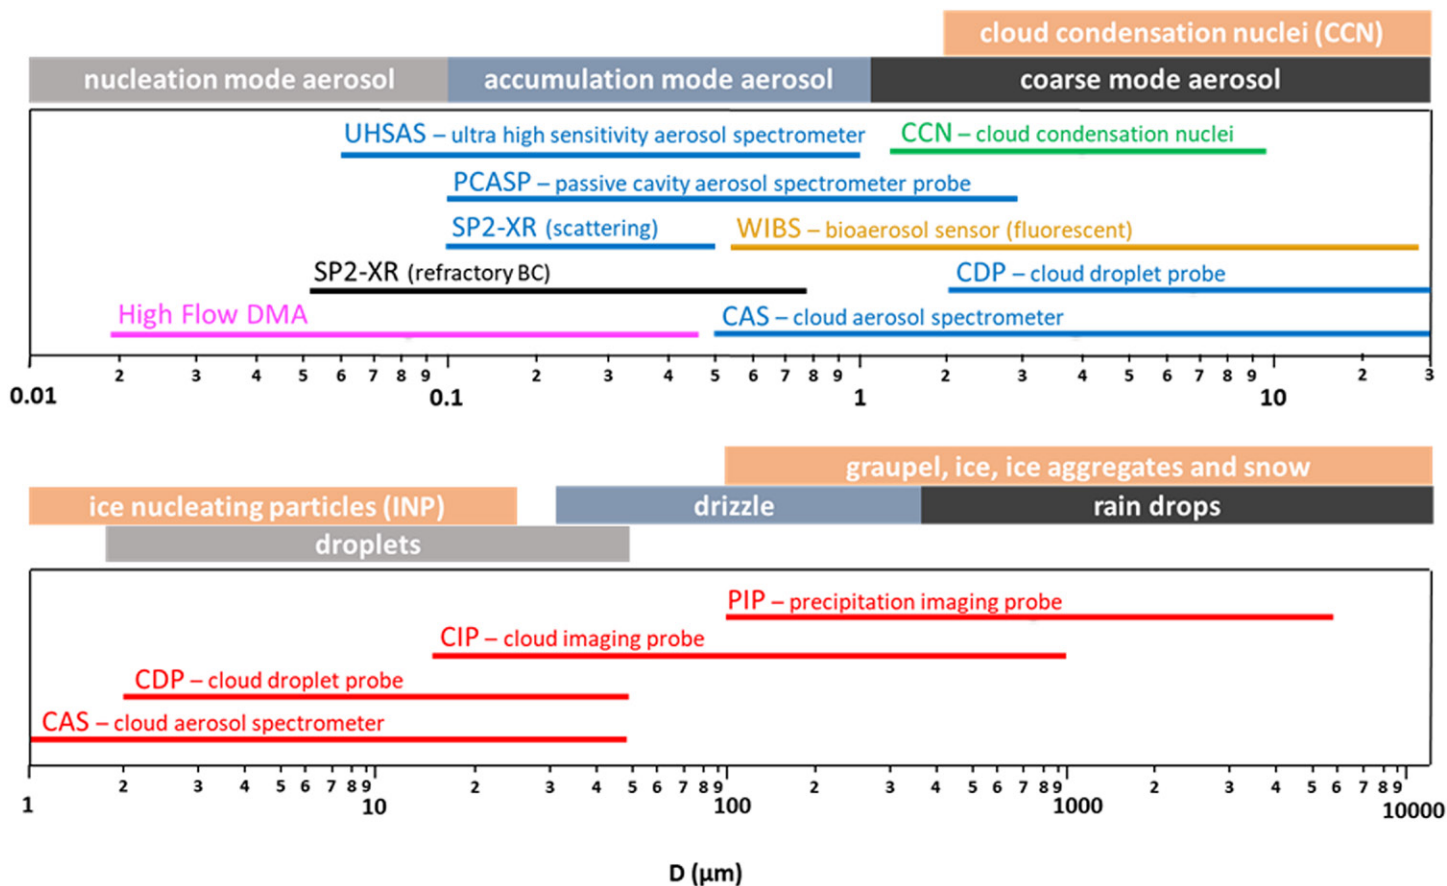 cloud condensation nuclei (CCN)
nucleation mode aerosol
accumulation mode aerosol
coarse mode aerosol
UHSAS – ultra high sensitivity aerosol spectrometer
CCN – cloud condensation nuclei
PCASP – passive cavity aerosol spectrometer probe
SP2-XR (scattering)
WIBS – bioaerosol sensor (fluorescent)
SP2-XR (refractory BC)
CDP – cloud droplet probe
High Flow DMA
CAS – cloud aerosol spectrometer
2 3 4 5 6 7 8 9 2 3 4 5 6 7 8 9 2 3 4 5 6 7 8 9 2 3
0.01 0.1 1 10
graupel, ice, ice aggregates and snow
ice nucleating particles (INP)
drizzle
rain drops
droplets
PIP – precipitation imaging probe
CIP – cloud imaging probe
CDP – cloud droplet probe
CAS – cloud aerosol spectrometer
2 3 4 5 6 7 8 9 2 3 4 5 6 7 8 9 2 3 4 5 6 7 8 9 2 3 4 5 6 7 8 9
1 10 100 1000 10000
D (µm)